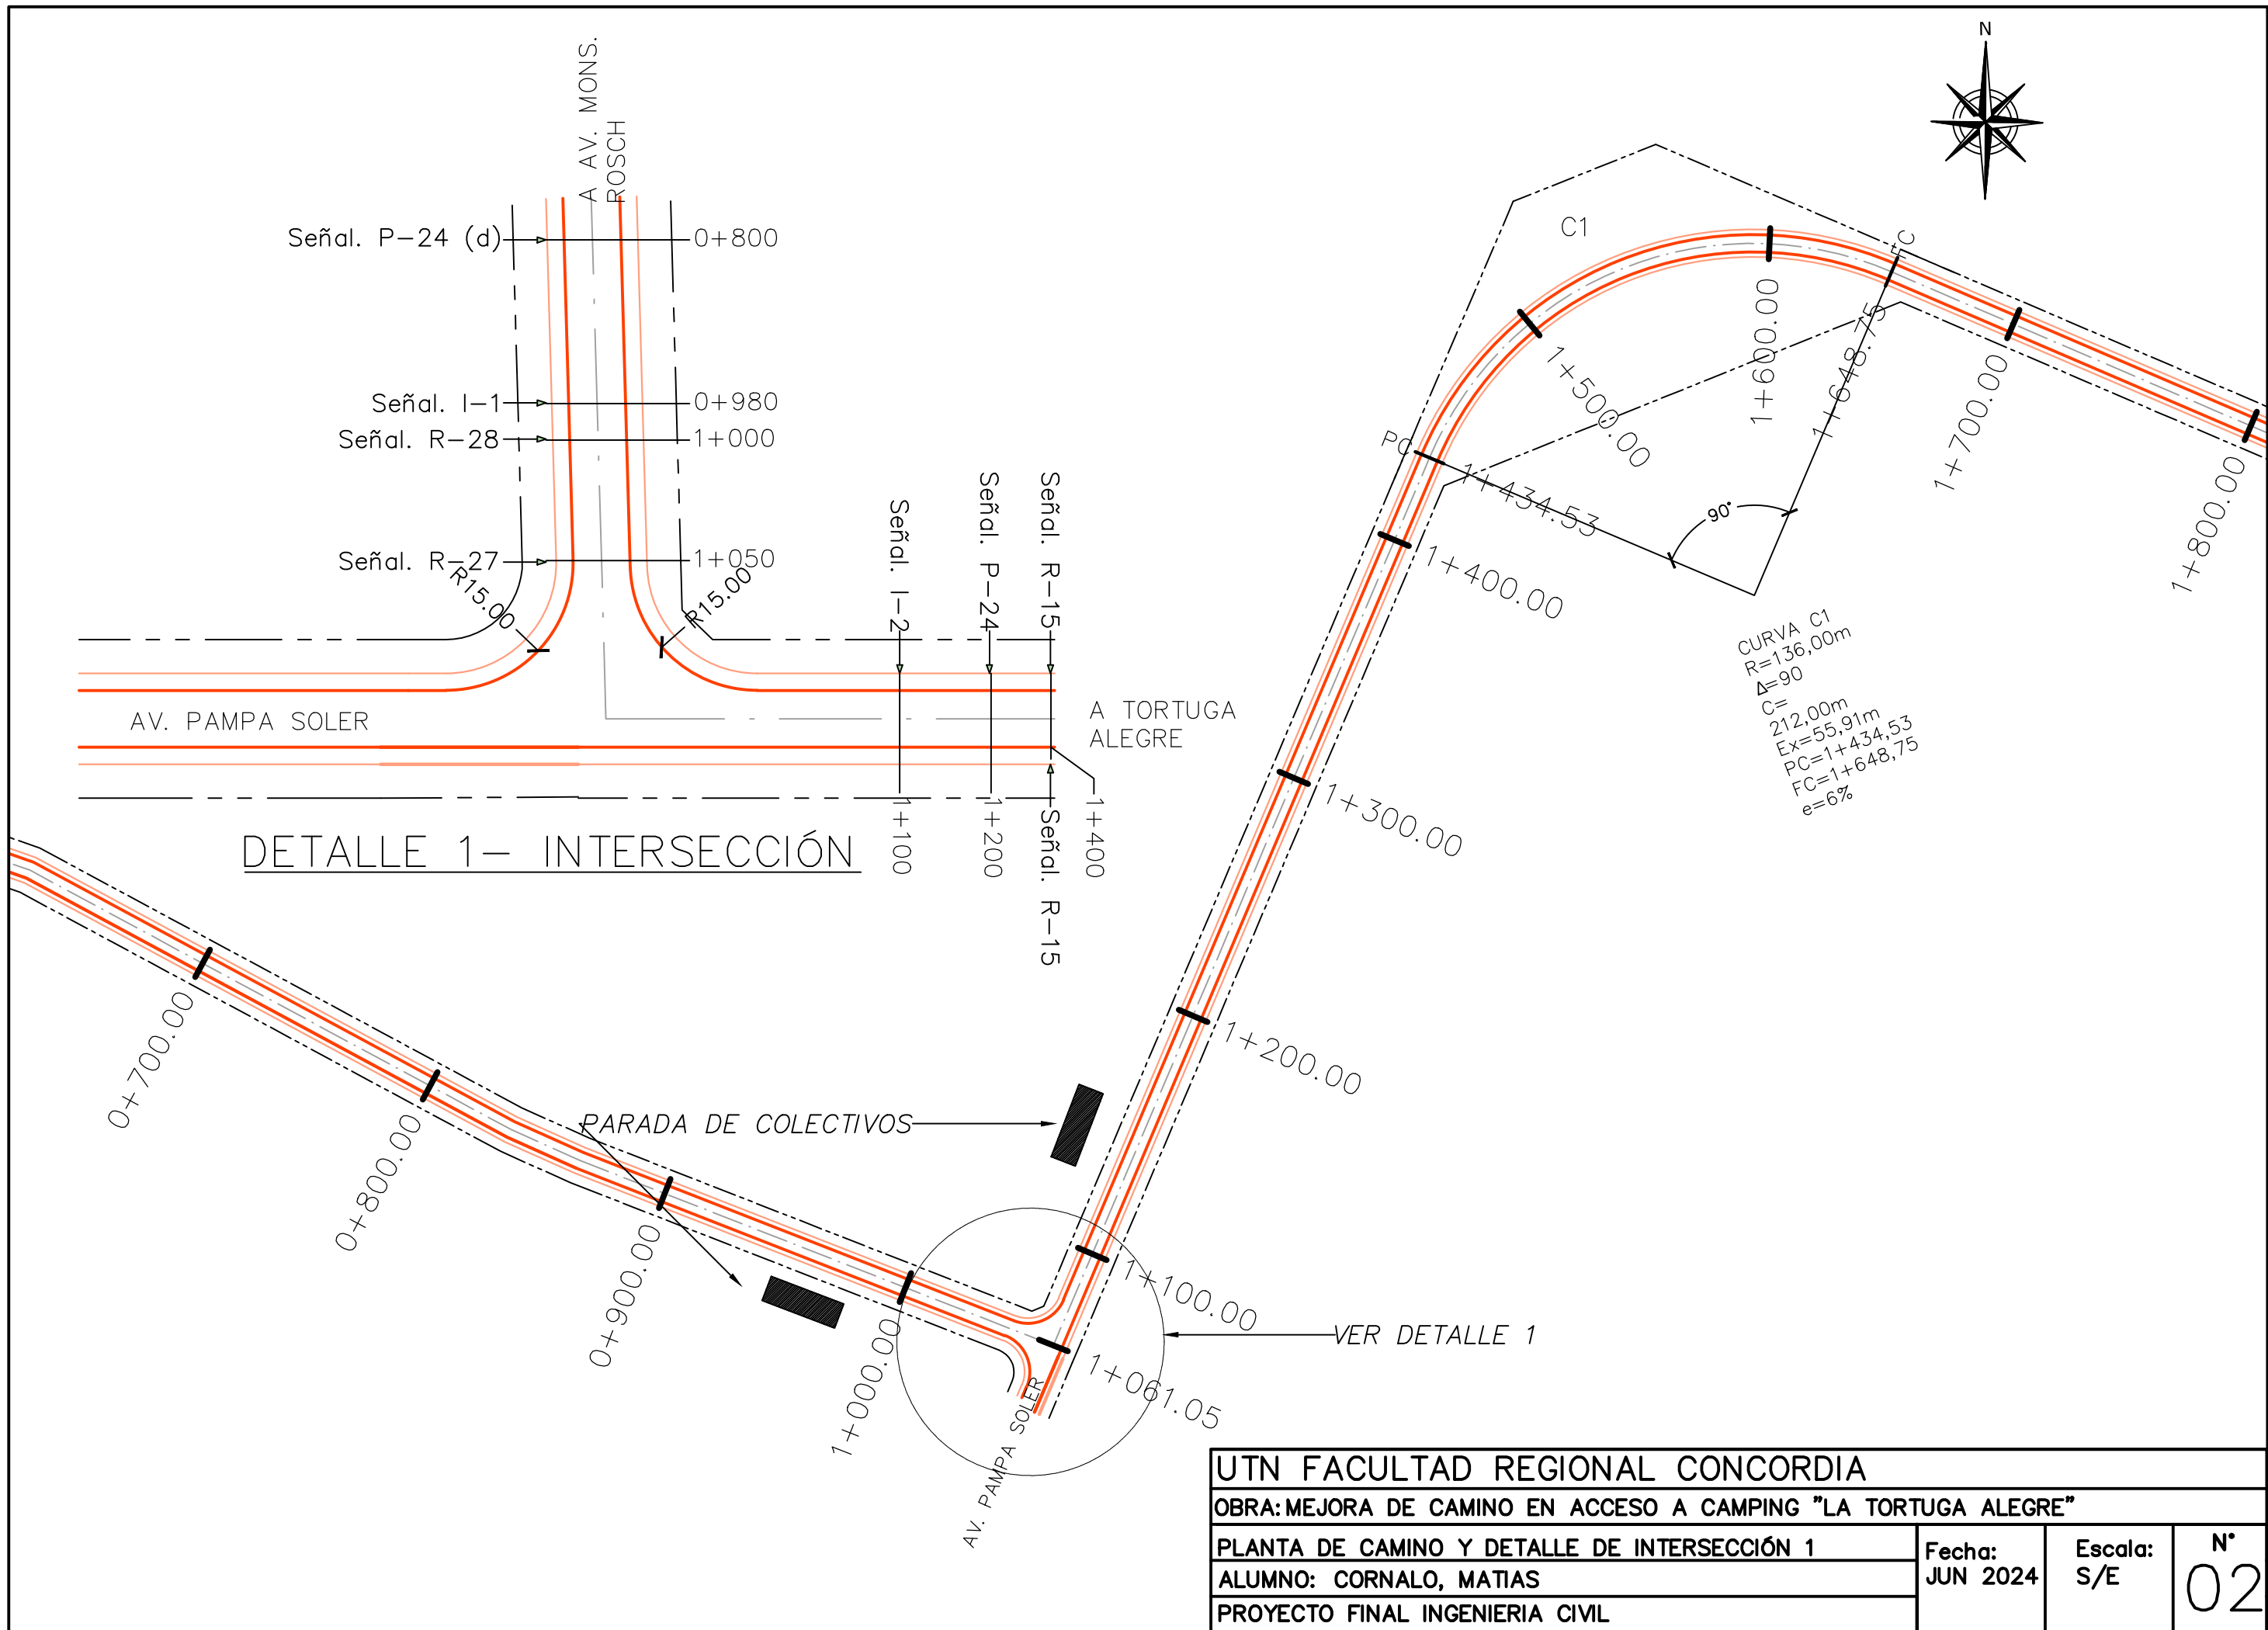 A AV. MONS.
ROSCH
N
Señal. P-24 (d)
0+800
Señal. I-1
0+980
Señal. R-28
1+000
Señal. R-27
1+050
R15.00
R15.00
Señal. I-2
Señal. P-24
Señal. R-15
AV. PAMPA SOLER
A TORTUGA
ALEGRE
1+100
1+200
Señal. R-15
1+400
DETALLE 1- INTERSECCIÓN
C1
FC
PC
1+434.53
1+500.00
1+600.00
1+648.75
1+700.00
1+800.00
90°
1+400.00
1+300.00
1+200.00
CURVA C1
R=136,00m
Δ=90
C=
212,00m
Ex=55,91m
PC=1+434,53
FC=1+648,75
e=6%
0+700.00
0+800.00
0+900.00
1+000.00
PARADA DE COLECTIVOS
1+100.00
1+061.05
VER DETALLE 1
AV. PAMPA SOLER
UTN FACULTAD REGIONAL CONCORDIA
OBRA: MEJORA DE CAMINO EN ACCESO A CAMPING "LA TORTUGA ALEGRE"
PLANTA DE CAMINO Y DETALLE DE INTERSECCIÓN 1
ALUMNO: CORNALO, MATIAS
PROYECTO FINAL INGENIERIA CIVIL
Fecha:
JUN 2024
Escala:
S/E
N°
02